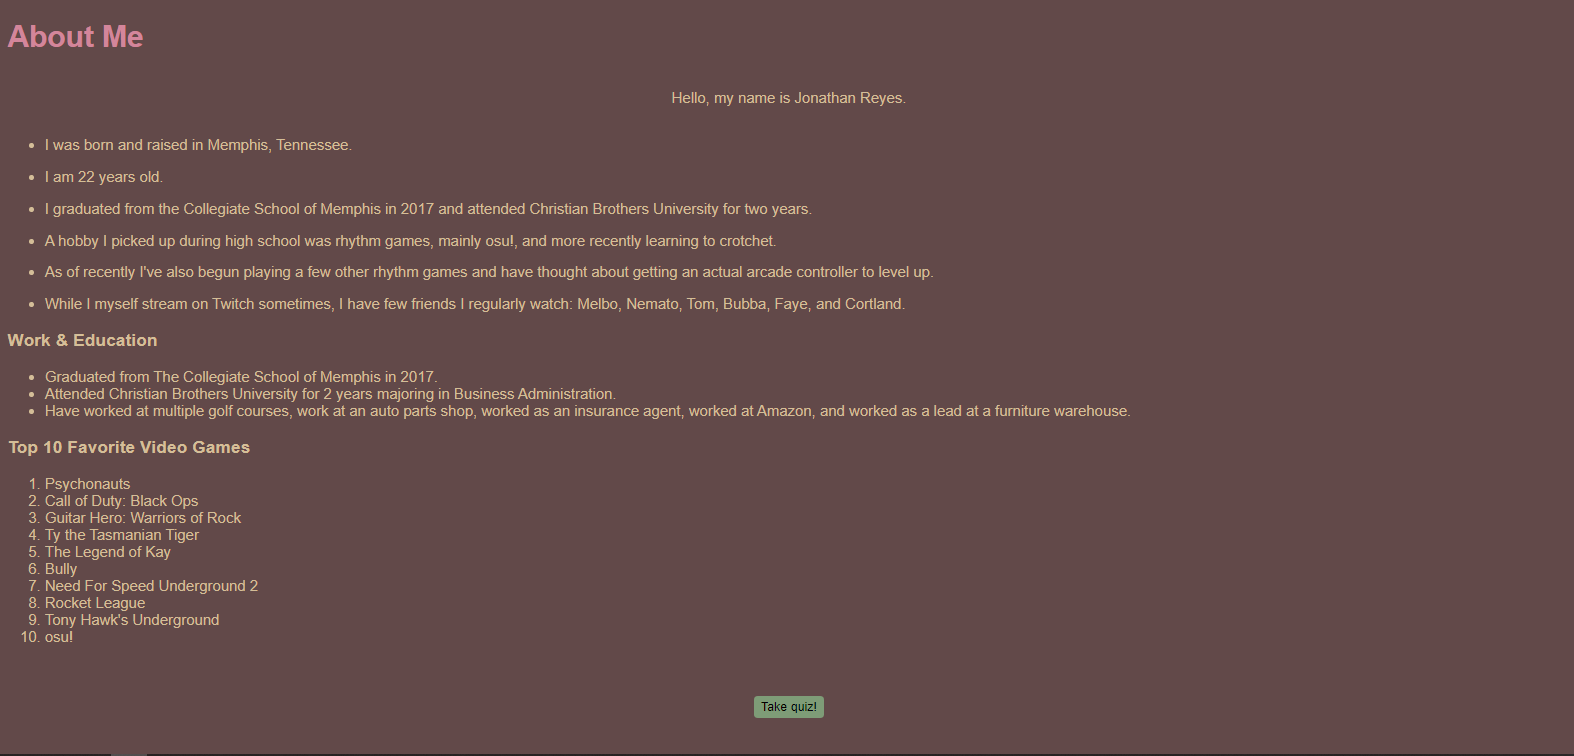 About Me
Hello, my name is Jonathan Reyes.
• I was born and raised in Memphis, Tennessee.
• I am 22 years old.
• I graduated from the Collegiate School of Memphis in 2017 and attended Christian Brothers University for two years.
• A hobby I picked up during high school was rhythm games, mainly osu!, and more recently learning to crotchet.
• As of recently I've also begun playing a few other rhythm games and have thought about getting an actual arcade controller to level up.
• While I myself stream on Twitch sometimes, I have few friends I regularly watch: Melbo, Nemato, Tom, Bubba, Faye, and Cortland.
Work & Education
• Graduated from The Collegiate School of Memphis in 2017.
• Attended Christian Brothers University for 2 years majoring in Business Administration.
• Have worked at multiple golf courses, work at an auto parts shop, worked as an insurance agent, worked at Amazon, and worked as a lead at a furniture warehouse.
Top 10 Favorite Video Games
1. Psychonauts
2. Call of Duty: Black Ops
3. Guitar Hero: Warriors of Rock
4. Ty the Tasmanian Tiger
5. The Legend of Kay
6. Bully
7. Need For Speed Underground 2
8. Rocket League
9. Tony Hawk's Underground
10. osu!
Take quiz!